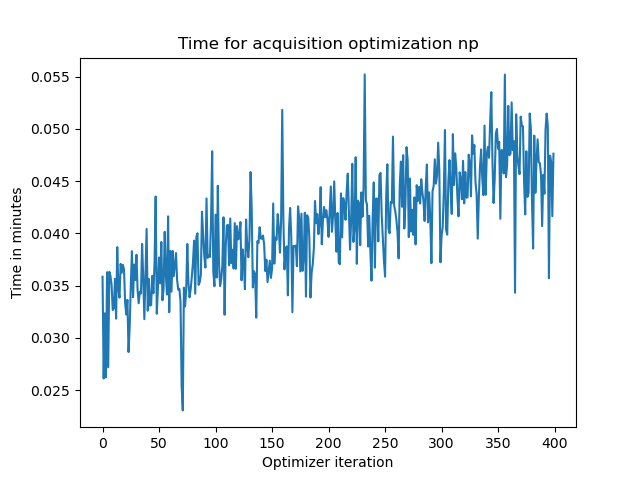 Time for acquisition optimization np
0.055
0.050
0.045
0.040
0.035
0.030
0.025
Time in minutes
0 50 100 150 200 250 300 350 400
Optimizer iteration